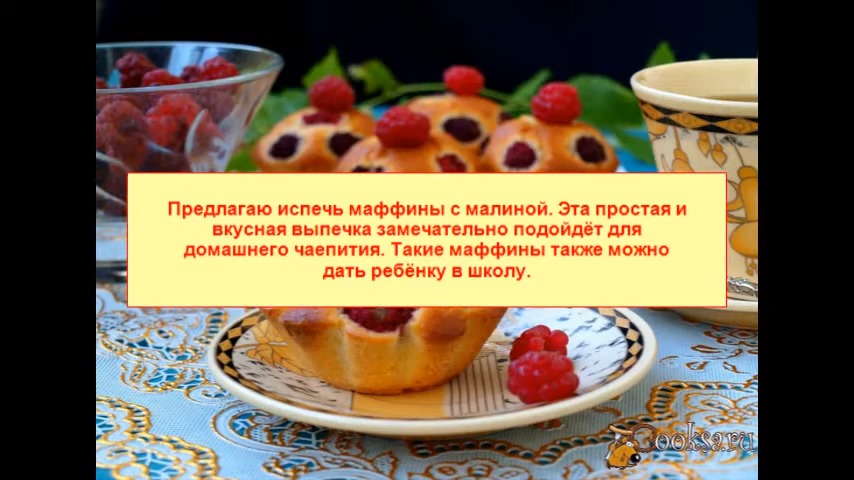 Предлагаю испечь маффины с малиной. Эта простая и
вкусная выпечка замечательно подойдёт для
домашнего чаепития. Такие маффины также можно
дать ребёнку в школу.
Cooksa.ru